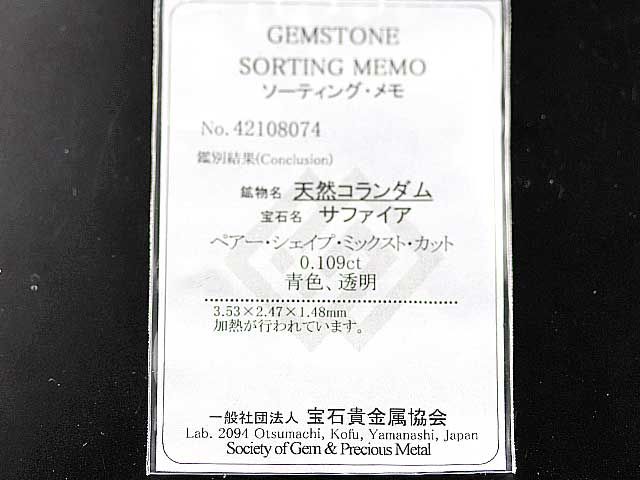 GEMSTONE
SORTING MEMO
ソーティング・メモ
No. 42108074
鑑別結果(Conclusion)
鉱物名 天然コランダム
宝石名 サファイア
ペアー・シェイプ・ミックスト・カット
0.109ct
青色、透明
3.53×2.47×1.48mm
加熱が行われています。
一般社団法人 宝石貴金属協会
Lab. 2094 Otsumachi, Kofu, Yamanashi, Japan
Society of Gem & Precious Metal